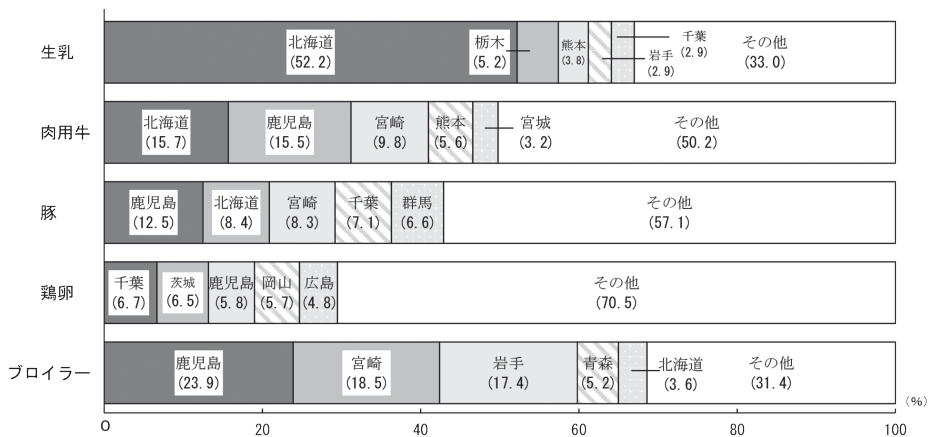 生乳
北海道
(52.2)
栃木
(5.2)
熊本
(3.8)
岩手
(2.9)
千葉
(2.9)
その他
(33.0)
肉用牛
北海道
(15.7)
鹿児島
(15.5)
宮崎
(9.8)
熊本
(5.6)
宮城
(3.2)
その他
(50.2)
豚
鹿児島
(12.5)
北海道
(8.4)
宮崎
(8.3)
千葉
(7.1)
群馬
(6.6)
その他
(57.1)
鶏卵
千葉
(6.7)
茨城
(6.5)
鹿児島
(5.8)
岡山
(5.7)
広島
(4.8)
その他
(70.5)
ブロイラー
鹿児島
(23.9)
宮崎
(18.5)
岩手
(17.4)
青森
(5.2)
北海道
(3.6)
その他
(31.4)
(%)
0 20 40 60 80 100